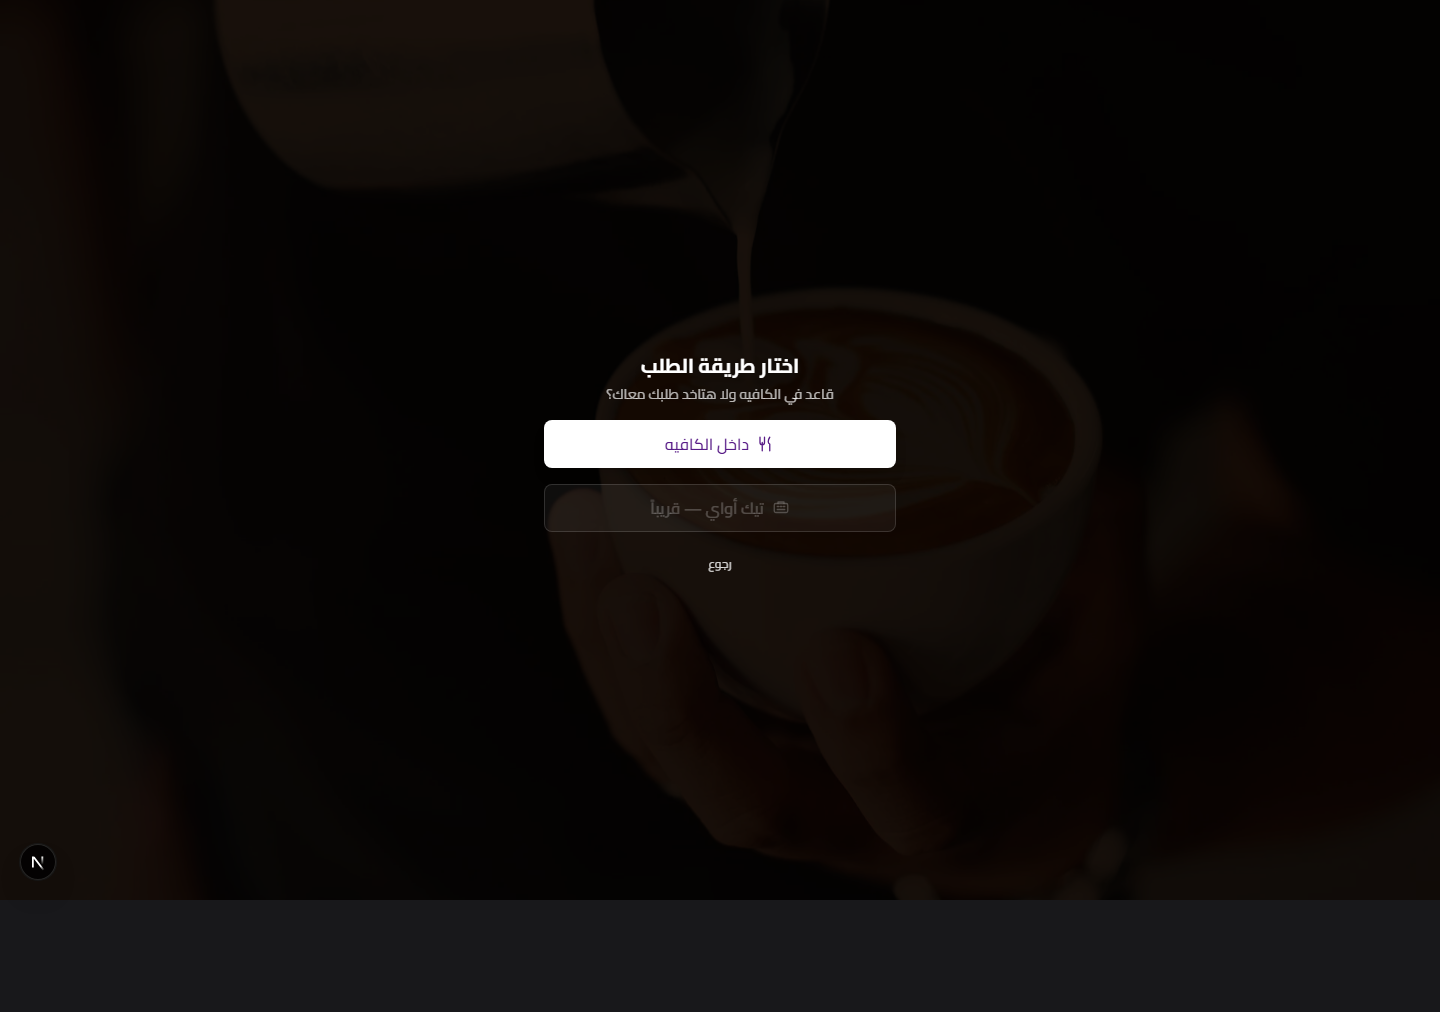 اختار طريقة الطلب
قاعد في الكافيه ولا هتاخد طلبك معاك؟
داخل الكافيه
تيك أواي — قريباً
رجوع
N